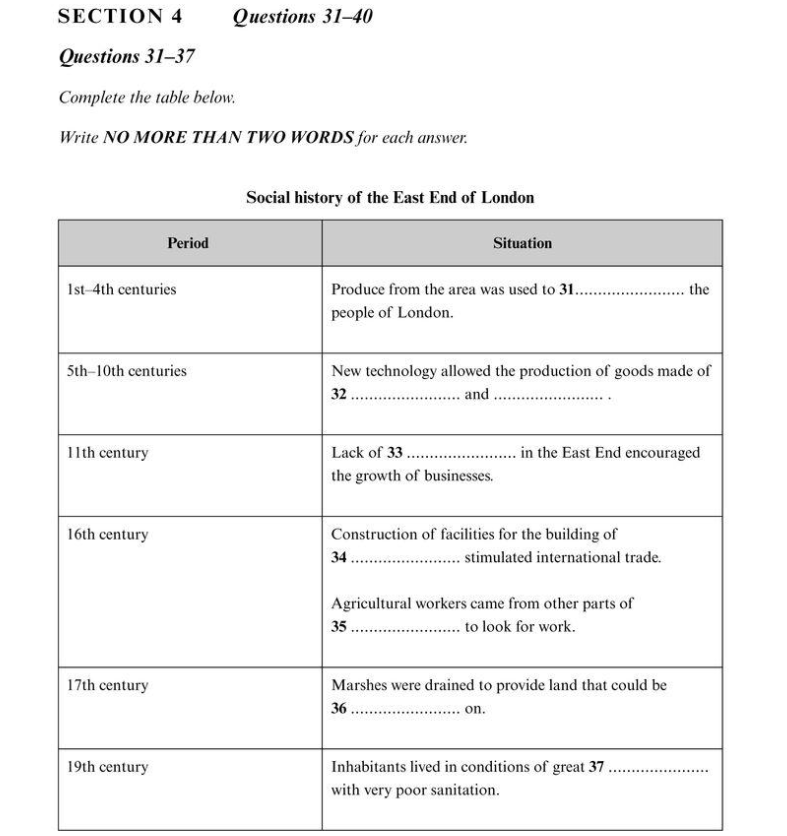 SECTION 4 Questions 31–40
Questions 31–37
Complete the table below.
Write NO MORE THAN TWO WORDS for each answer.
Social history of the East End of London
Period Situation
1st–4th centuries
Produce from the area was used to 31........................ the
people of London.
5th–10th centuries
New technology allowed the production of goods made of
32 ........................ and ........................ .
11th century
Lack of 33 ........................ in the East End encouraged
the growth of businesses.
16th century
Construction of facilities for the building of
34 ........................ stimulated international trade.
Agricultural workers came from other parts of
35 ........................ to look for work.
17th century
Marshes were drained to provide land that could be
36 ........................ on.
19th century
Inhabitants lived in conditions of great 37 ......................
with very poor sanitation.